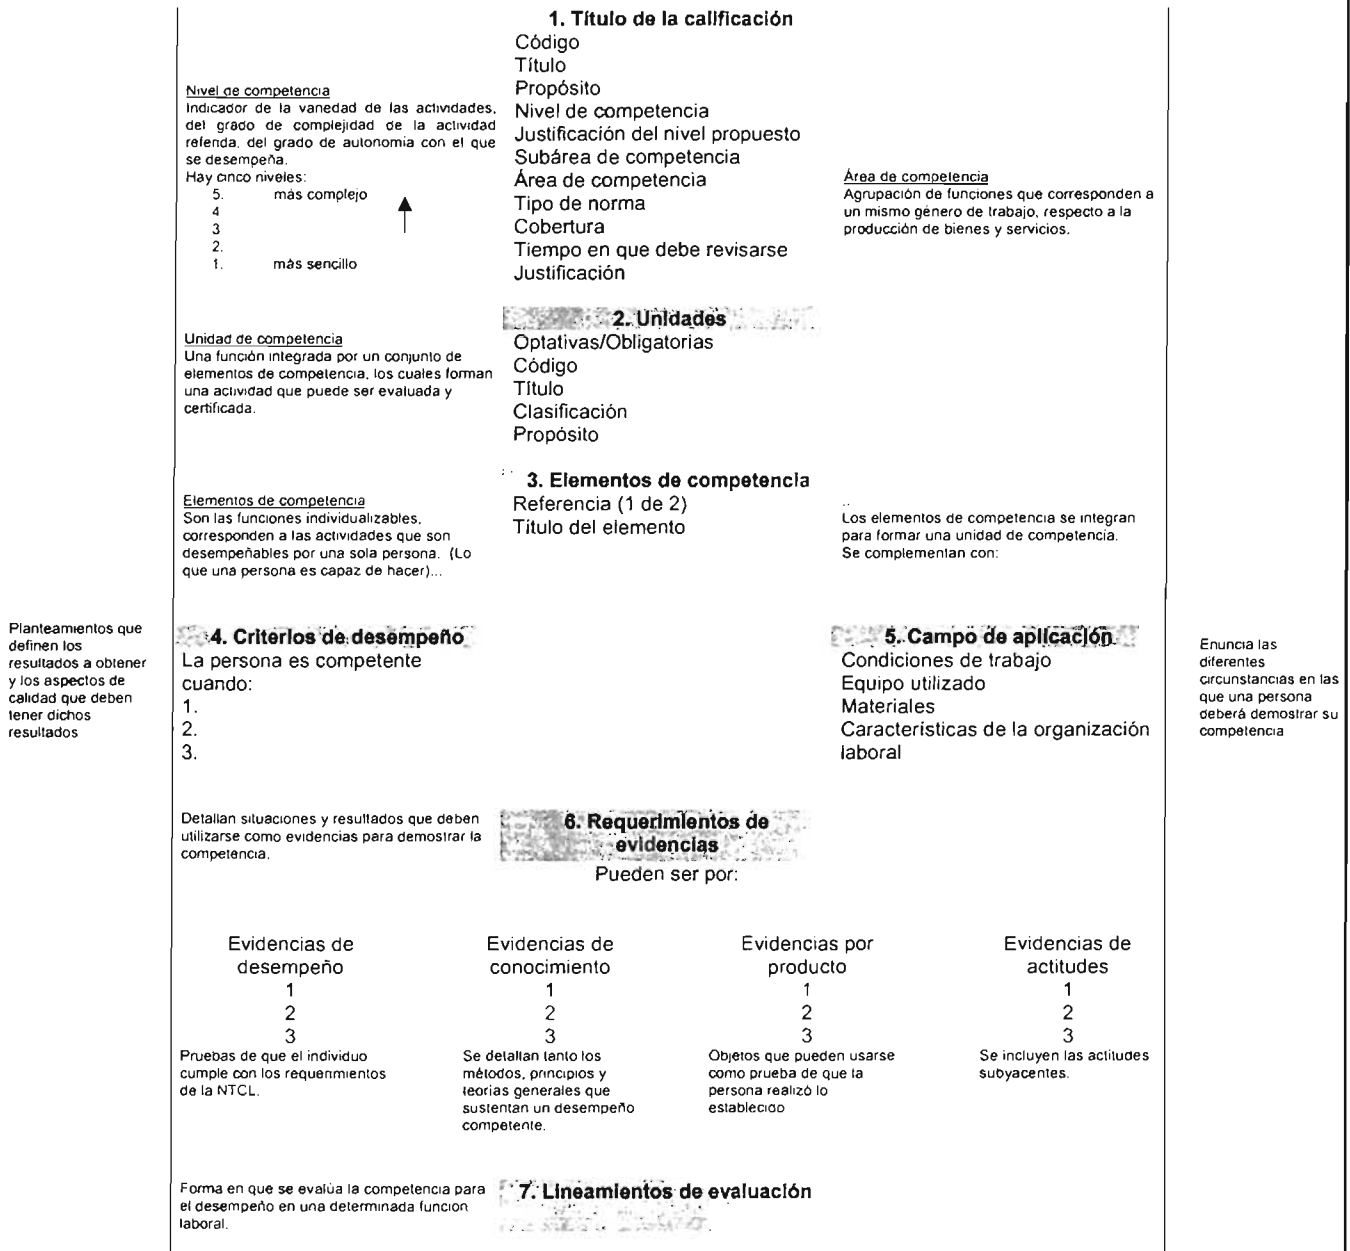 1. Título de la calificación
Código
Título
Propósito
Nivel de competencia
Justificación del nivel propuesto
Subárea de competencia
Área de competencia
Tipo de norma
Cobertura
Tiempo en que debe revisarse
Justificación
Nivel de competencia
Indicador de la variedad de las actividades,
del grado de complejidad de la actividad
referida, del grado de autonomía con el que
se desempeña.
Hay cinco niveles:
5. más complejo
4
3
2.
1. más sencillo
Área de competencia
Agrupación de funciones que corresponden a
un mismo género de trabajo, respecto a la
producción de bienes y servicios.
2. Unidades
Optativas/Obligatorias
Código
Título
Clasificación
Propósito
Unidad de competencia
Una función integrada por un conjunto de
elementos de competencia, los cuales forman
una actividad que puede ser evaluada y
certificada.
3. Elementos de competencia
Referencia (1 de 2)
Título del elemento
Elementos de competencia
Son las funciones individualizables,
corresponden a las actividades que son
desempeñables por una sola persona. (Lo
que una persona es capaz de hacer)...
Los elementos de competencia se integran
para formar una unidad de competencia.
Se complementan con:
Planteamientos que
definen los
resultados a obtener
y los aspectos de
calidad que deben
tener dichos
resultados
4. Criterios de desempeño
La persona es competente
cuando:
1.
2.
3.
5. Campo de aplicación
Condiciones de trabajo
Equipo utilizado
Materiales
Características de la organización
laboral
Enuncia las
diferentes
circunstancias en las
que una persona
deberá demostrar su
competencia
Detallan situaciones y resultados que deben
utilizarse como evidencias para demostrar la
competencia.
6. Requerimientos de
evidencias
Pueden ser por:
Evidencias de
desempeño
1
2
3
Pruebas de que el individuo
cumple con los requerimientos
de la NTCL.
Evidencias de
conocimiento
1
2
3
Se detallan tanto los
métodos, principios y
teorías generales que
sustentan un desempeño
competente.
Evidencias por
producto
1
2
3
Objetos que pueden usarse
como prueba de que la
persona realizó lo
establecido
Evidencias de
actitudes
1
2
3
Se incluyen las actitudes
subyacentes.
Forma en que se evalúa la competencia para
el desempeño en una determinada función
laboral.
7. Lineamientos de evaluación